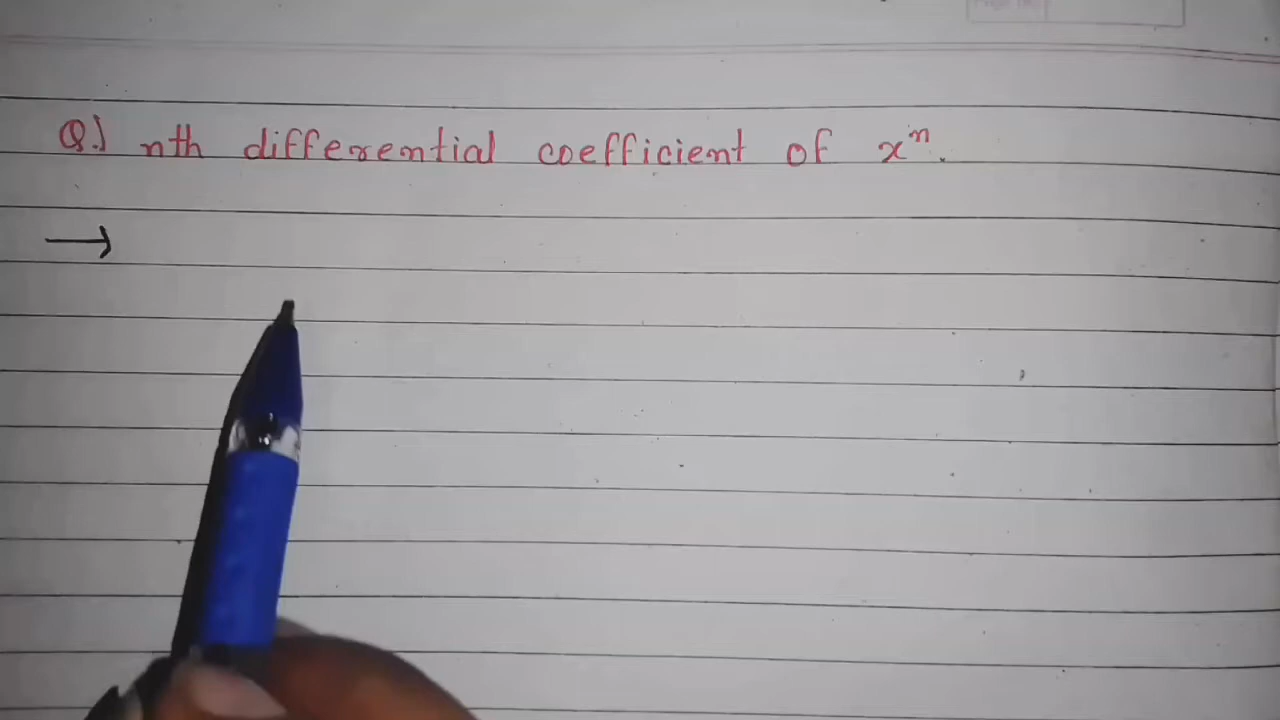 Q.) nth differential coefficient of xⁿ.
→